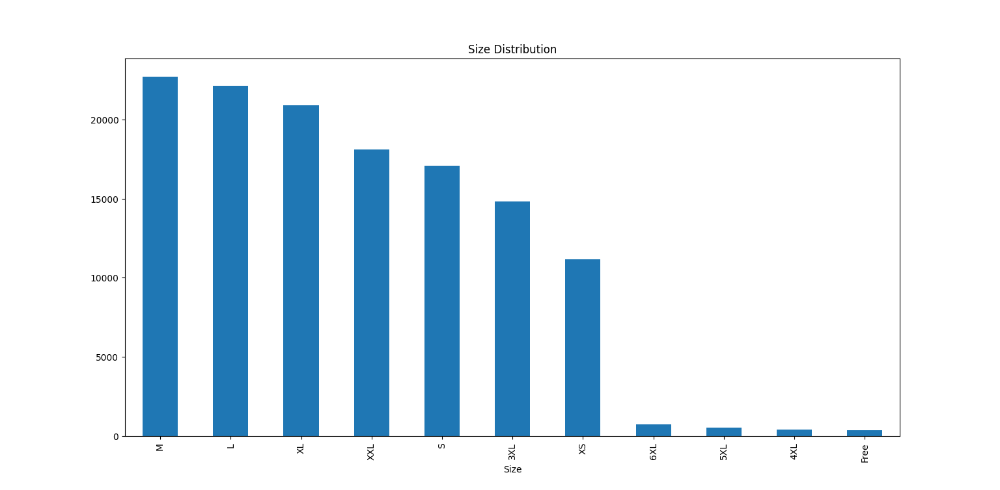 Size Distribution
20000
15000
10000
5000
0
M
L
XL
XXL
S
3XL
XS
6XL
5XL
4XL
Free
Size